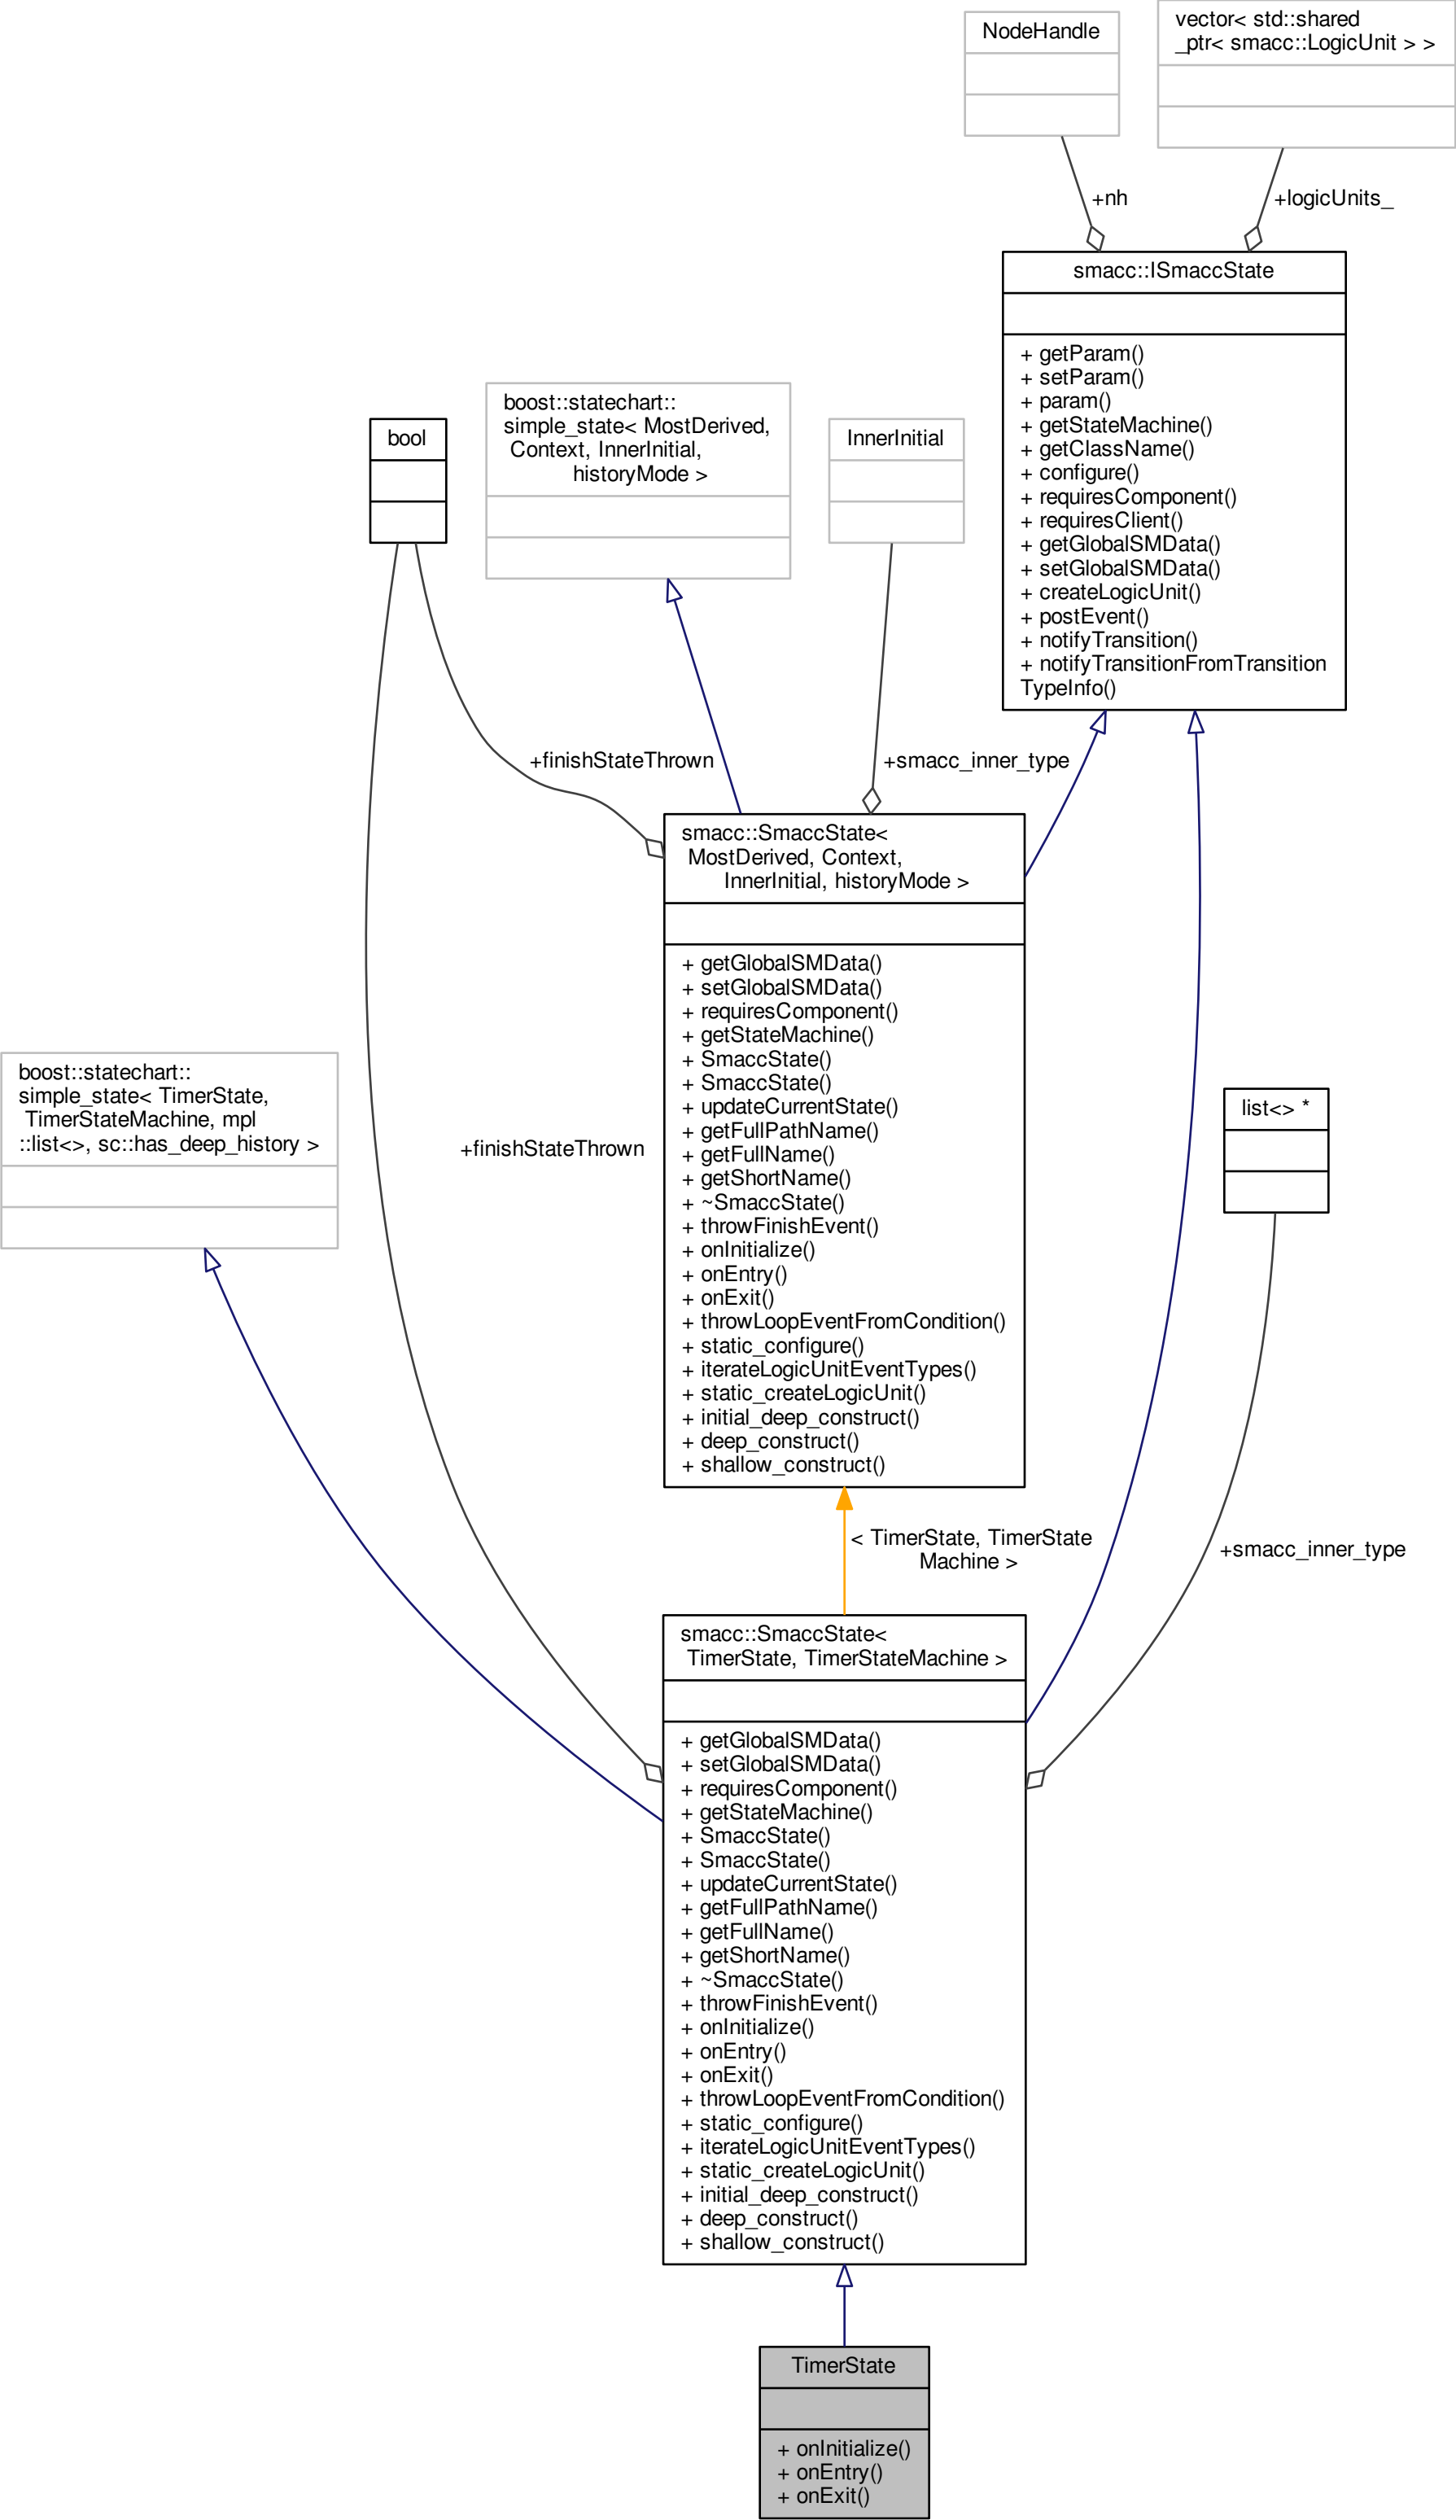 NodeHandle
vector< std::shared
_ptr< smacc::LogicUnit > >
+nh
+logicUnits_
smacc::ISmaccState
+ getParam()
+ setParam()
+ param()
+ getStateMachine()
+ getClassName()
+ configure()
+ requiresComponent()
+ requiresClient()
+ getGlobalSMData()
+ setGlobalSMData()
+ createLogicUnit()
+ postEvent()
+ notifyTransition()
+ notifyTransitionFromTransition
TypeInfo()
bool
boost::statechart::
simple_state< MostDerived,
Context, InnerInitial,
historyMode >
InnerInitial
+finishStateThrown
+smacc_inner_type
smacc::SmaccState<
MostDerived, Context,
InnerInitial, historyMode >
+ getGlobalSMData()
+ setGlobalSMData()
+ requiresComponent()
+ getStateMachine()
+ SmaccState()
+ SmaccState()
+ updateCurrentState()
+ getFullPathName()
+ getFullName()
+ getShortName()
+ ~SmaccState()
+ throwFinishEvent()
+ onInitialize()
+ onEntry()
+ onExit()
+ throwLoopEventFromCondition()
+ static_configure()
+ iterateLogicUnitEventTypes()
+ static_createLogicUnit()
+ initial_deep_construct()
+ deep_construct()
+ shallow_construct()
boost::statechart::
simple_state< TimerState,
TimerStateMachine, mpl
::list<>, sc::has_deep_history >
+finishStateThrown
list<> *
< TimerState, TimerState
Machine >
+smacc_inner_type
smacc::SmaccState<
TimerState, TimerStateMachine >
+ getGlobalSMData()
+ setGlobalSMData()
+ requiresComponent()
+ getStateMachine()
+ SmaccState()
+ SmaccState()
+ updateCurrentState()
+ getFullPathName()
+ getFullName()
+ getShortName()
+ ~SmaccState()
+ throwFinishEvent()
+ onInitialize()
+ onEntry()
+ onExit()
+ throwLoopEventFromCondition()
+ static_configure()
+ iterateLogicUnitEventTypes()
+ static_createLogicUnit()
+ initial_deep_construct()
+ deep_construct()
+ shallow_construct()
TimerState
+ onInitialize()
+ onEntry()
+ onExit()